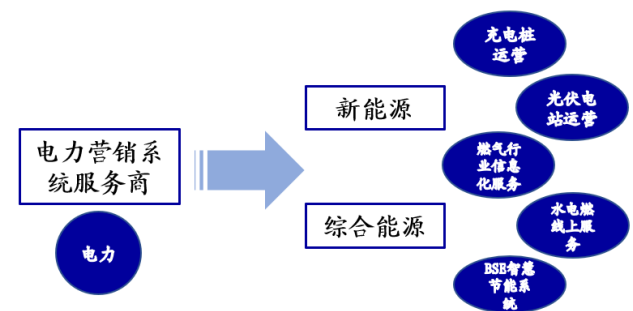 电力营销系
统服务商
电力
新能源
综合能源
充电桩
运营
光伏电
站运营
燃气行
业信息
化服务
水电燃
线上服
务
BSE智慧
节能系
统